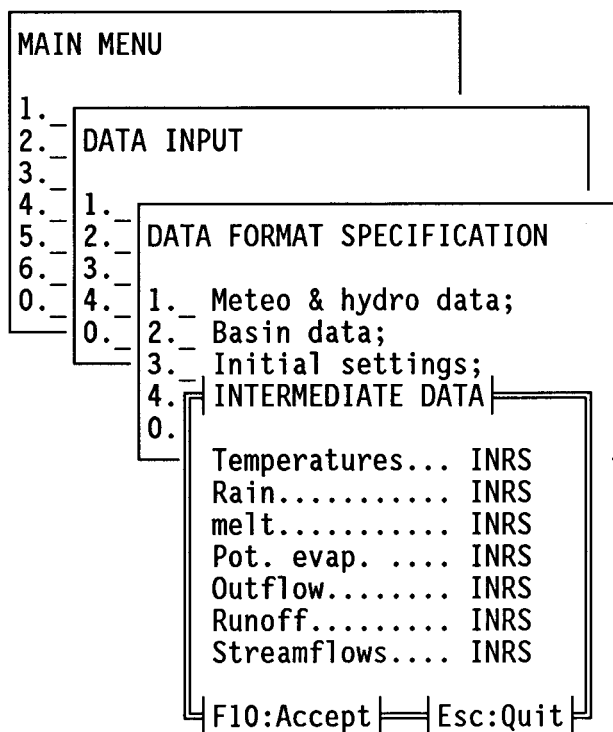 MAIN MENU
1._
2._
3._
4._
5._
6._
0._
DATA INPUT
1._
2._
3._
4._
0._
DATA FORMAT SPECIFICATION
1._ Meteo & hydro data;
2._ Basin data;
3._ Initial settings;
4.
0.
INTERMEDIATE DATA
Temperatures... INRS
Rain........... INRS
melt........... INRS
Pot. evap. .... INRS
Outflow........ INRS
Runoff......... INRS
Streamflows.... INRS
F10:Accept Esc:Quit